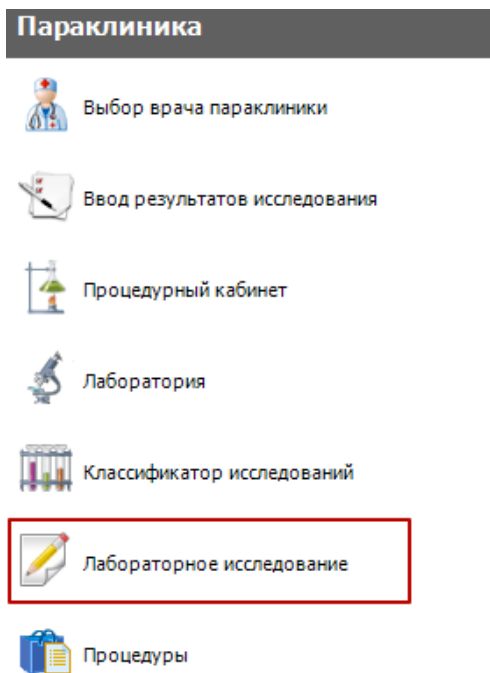 Параклиника
Выбор врача параклиники
Ввод результатов исследования
Процедурный кабинет
Лаборатория
Классификатор исследований
Лабораторное исследование
Процедуры